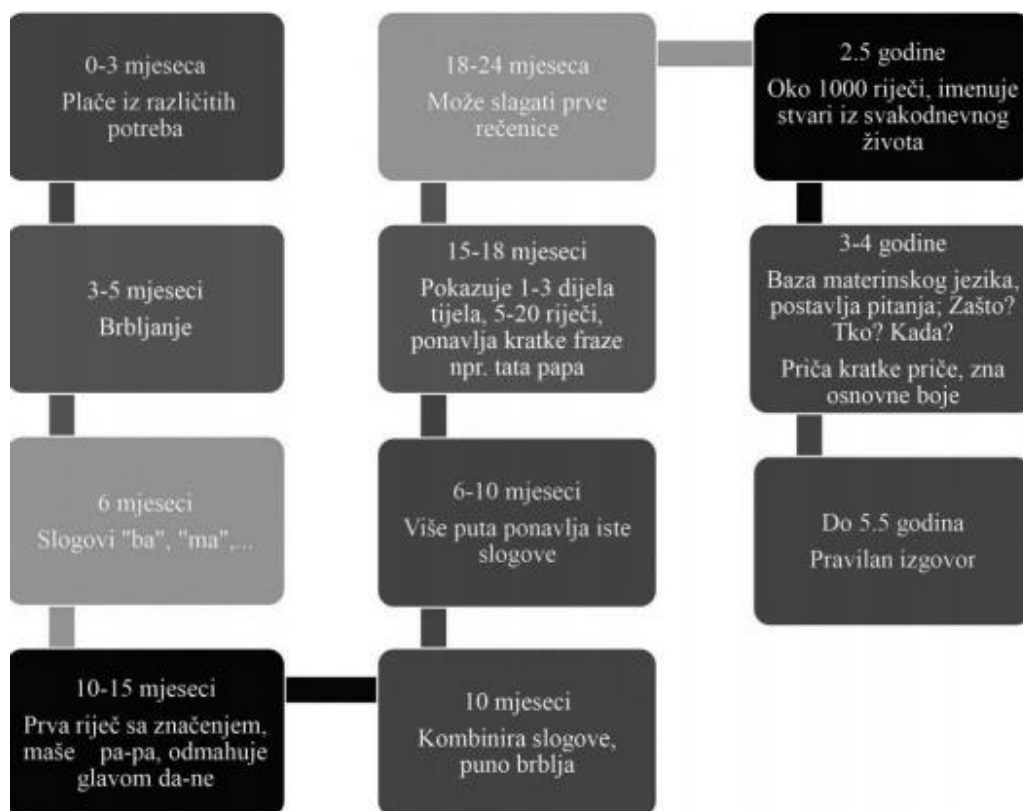 0-3 mjeseca
Plače iz različitih
potreba
3-5 mjeseci
Brbljanje
6 mjeseci
Slogovi "ba", "ma",...
10-15 mjeseci
Prva riječ sa značenjem,
maše pa-pa, odmahuje
glavom da-ne
10 mjeseci
Kombinira slogove,
puno brblja
6-10 mjeseci
Više puta ponavlja iste
slogove
15-18 mjeseci
Pokazuje 1-3 dijela
tijela, 5-20 riječi,
ponavlja kratke fraze
npr. tata papa
18-24 mjeseca
Može slagati prve
rečenice
2.5 godine
Oko 1000 riječi, imenuje
stvari iz svakodnevnog
života
3-4 godine
Baza materinskog jezika,
postavlja pitanja; Zašto?
Tko? Kada?
Priča kratke priče, zna
osnovne boje
Do 5.5 godina
Pravilan izgovor